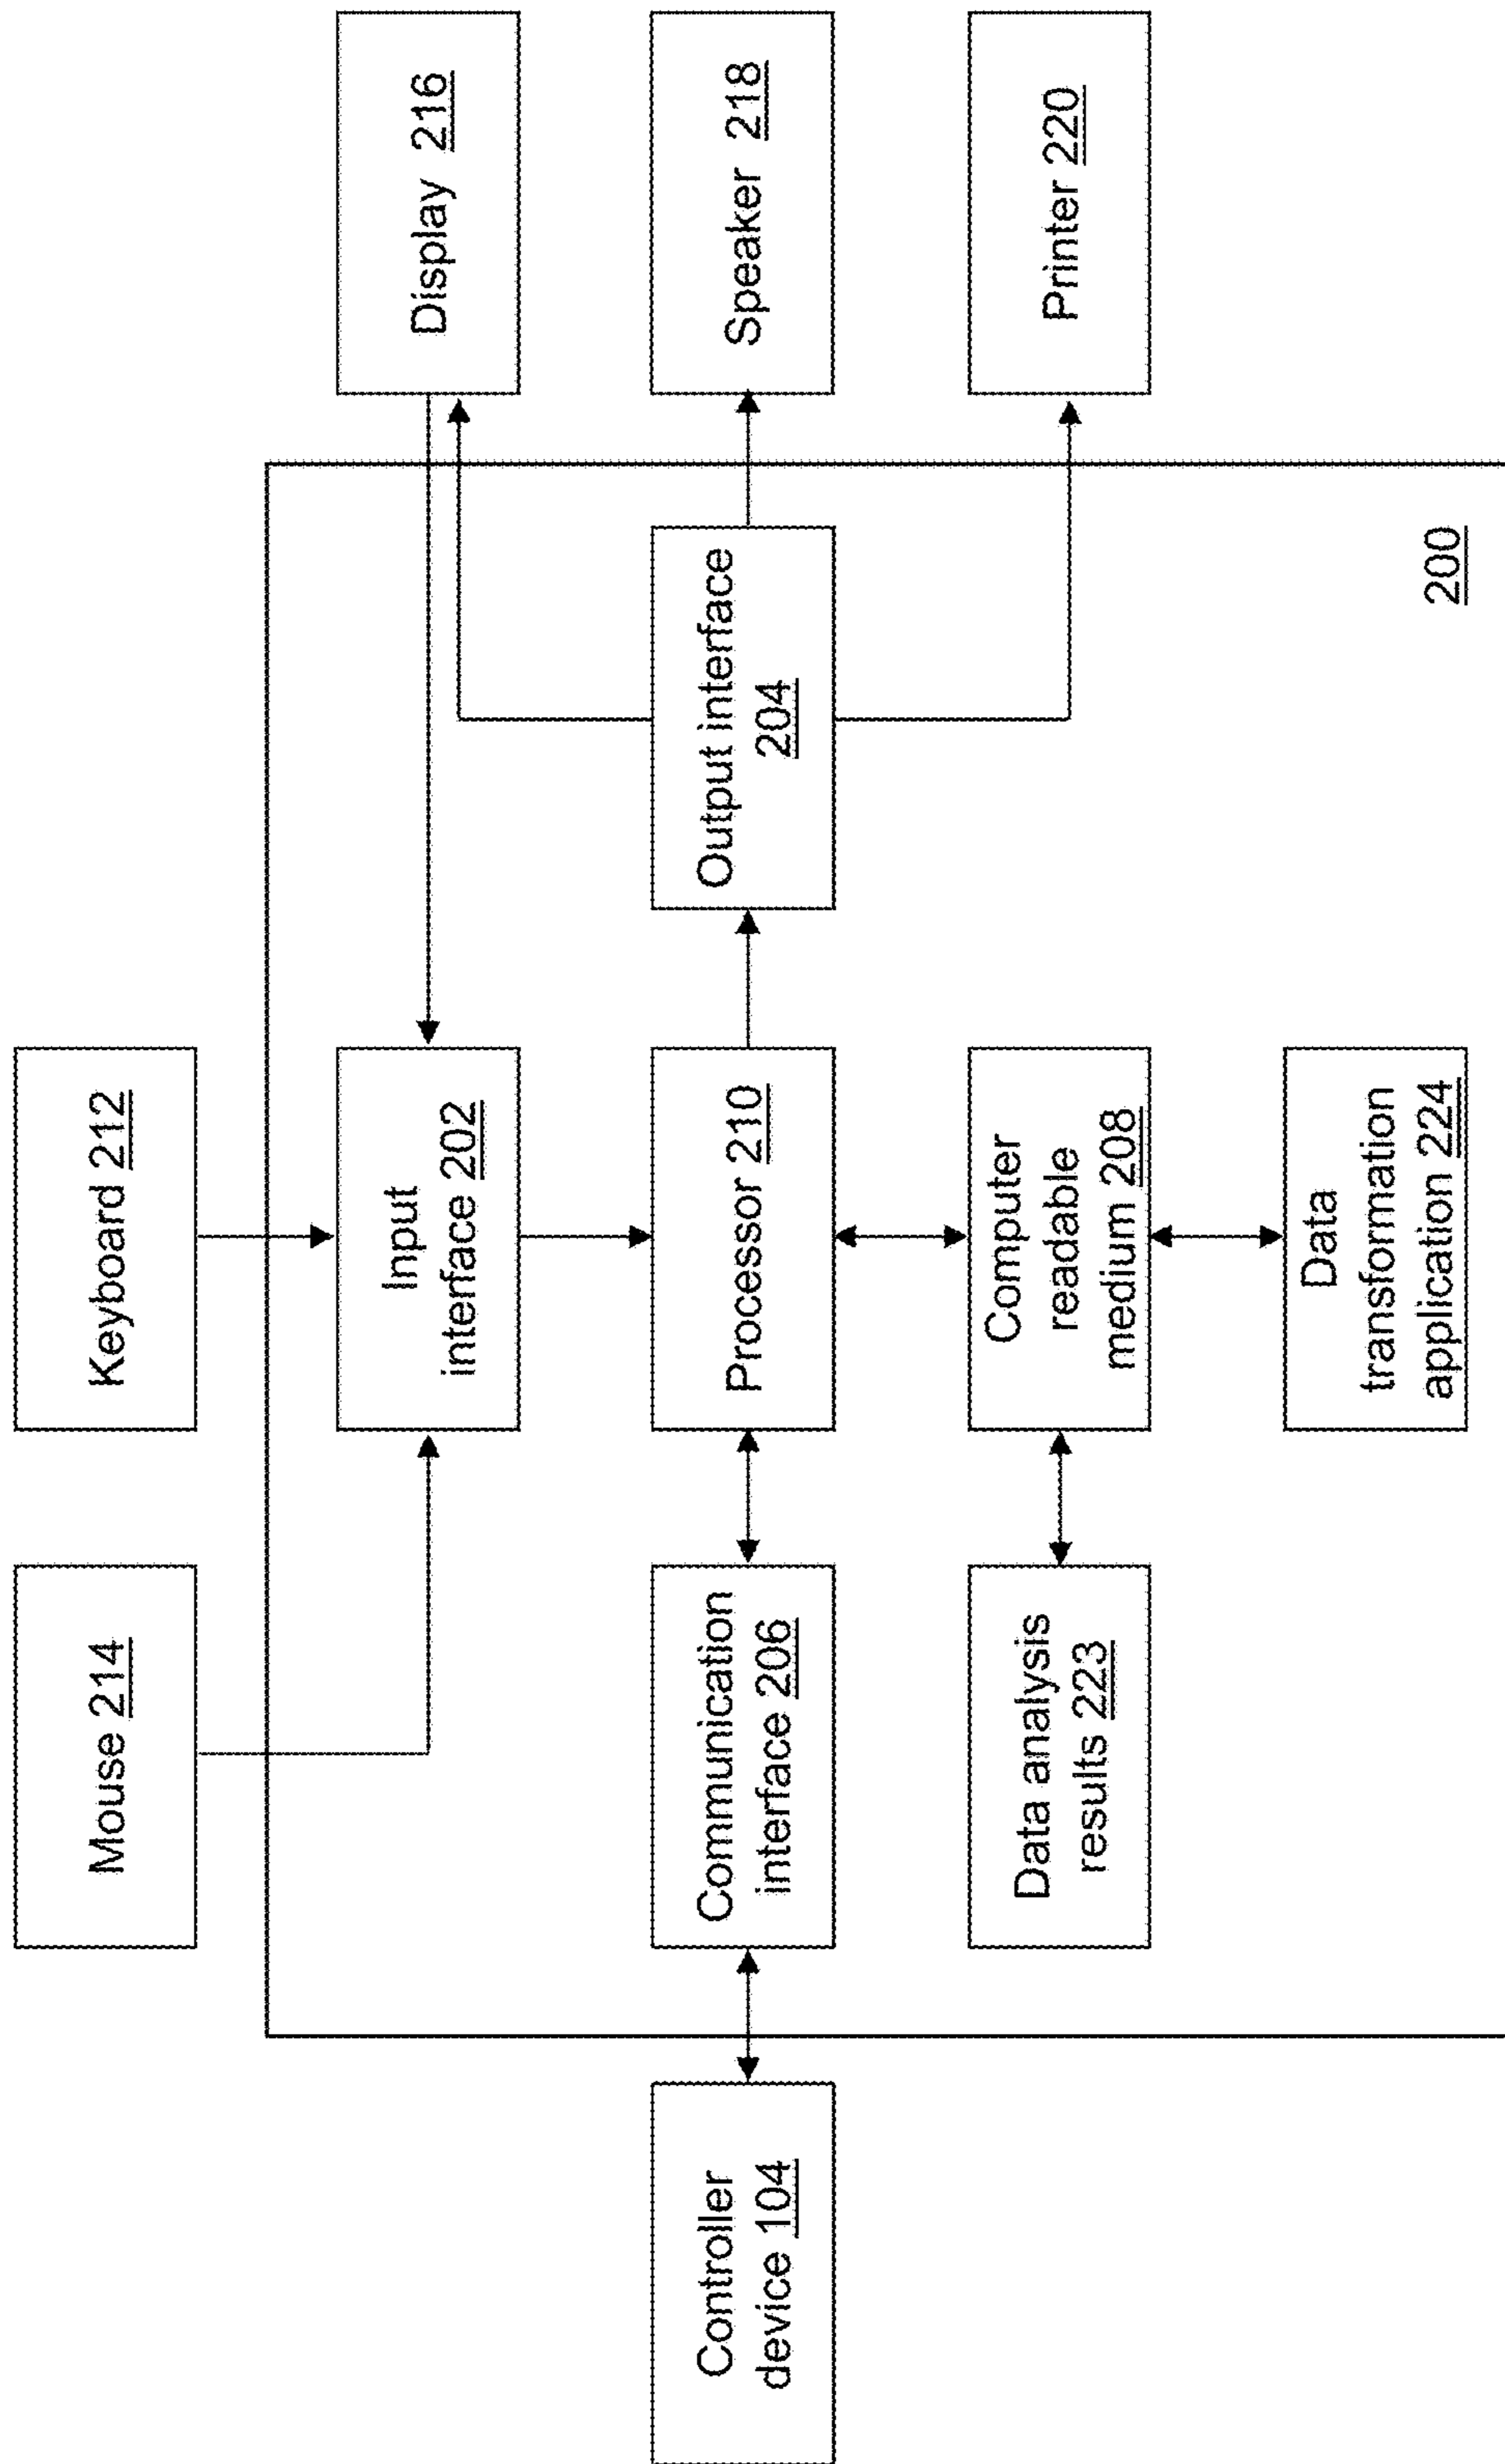 Mouse 214
Keyboard 212
Input
interface 202
Display 216
Controller
device 104
Communication
interface 206
Processor 210
Output interface
204
Speaker 218
Data analysis
results 223
Computer
readable
medium 208
Printer 220
Data
transformation
application 224
200